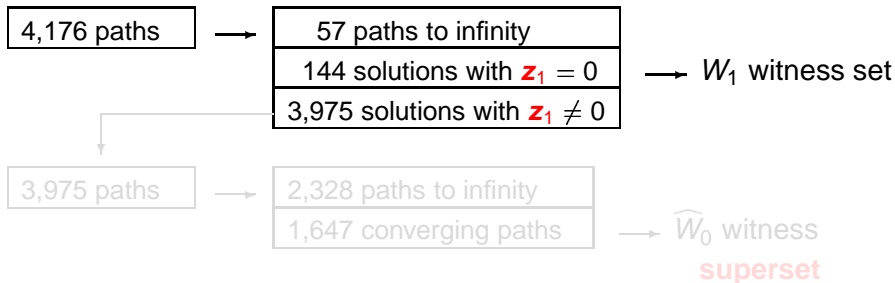 4,176 paths
57 paths to infinity
144 solutions with z₁ = 0
W₁ witness set
3,975 solutions with z₁ ≠ 0
3,975 paths
2,328 paths to infinity
1,647 converging paths
Ŵ₀ witness
superset